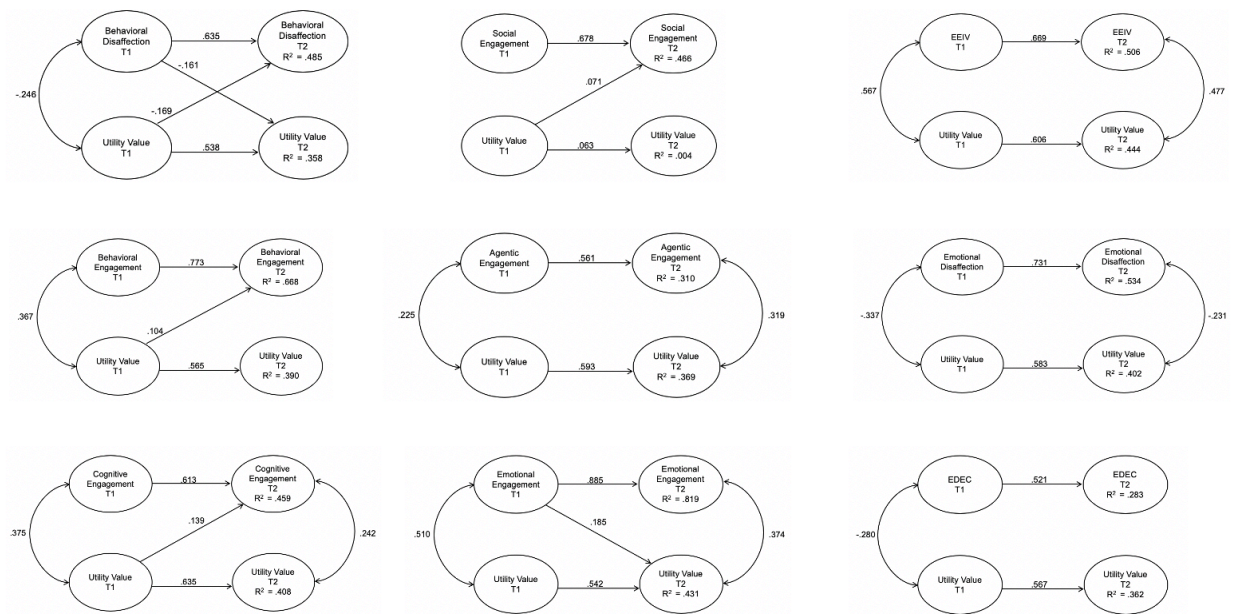 Behavioral
Disaffection
T1
.635
Behavioral
Disaffection
T2
R² = .485
-.161
-.246
-.169
Utility Value
T1
.538
Utility Value
T2
R² = .358
Social
Engagement
T1
.678
Social
Engagement
T2
R² = .466
.071
Utility Value
T1
.063
Utility Value
T2
R² = .004
EEIV
T1
.669
EEIV
T2
R² = .506
.567
.477
Utility Value
T1
.606
Utility Value
T2
R² = .444
Behavioral
Engagement
T1
.773
Behavioral
Engagement
T2
R² = .668
.367
.104
Utility Value
T1
.565
Utility Value
T2
R² = .390
Agentic
Engagement
T1
.561
Agentic
Engagement
T2
R² = .310
.225
.319
Utility Value
T1
.593
Utility Value
T2
R² = .369
Emotional
Disaffection
T1
.731
Emotional
Disaffection
T2
R² = .534
-.337
-.231
Utility Value
T1
.583
Utility Value
T2
R² = .402
Cognitive
Engagement
T1
.613
Cognitive
Engagement
T2
R² = .459
.375
.139
.242
Utility Value
T1
.635
Utility Value
T2
R² = .408
Emotional
Engagement
T1
.885
Emotional
Engagement
T2
R² = .819
.510
.185
.374
Utility Value
T1
.542
Utility Value
T2
R² = .431
EDEC
T1
.521
EDEC
T2
R² = .283
-.280
Utility Value
T1
.567
Utility Value
T2
R² = .362